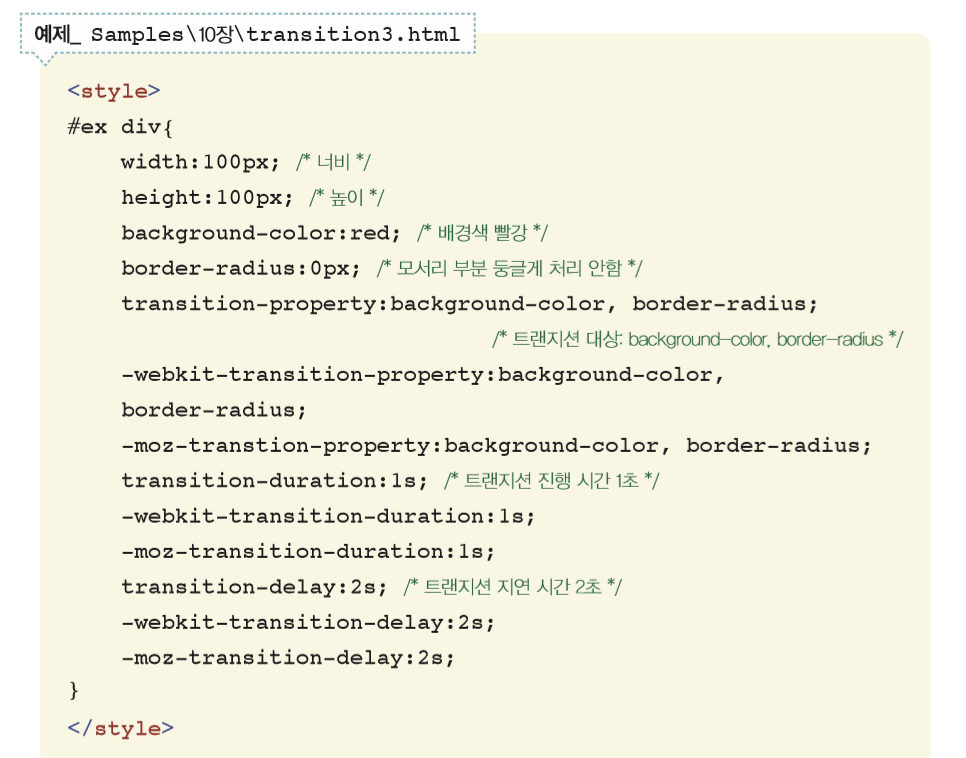 예제_ Samples\10장\transition3.html
<style>
#ex div{
width:100px; /* 너비 */
height:100px; /* 높이 */
background-color:red; /* 배경색 빨강 */
border-radius:0px; /* 모서리 부분 둥글게 처리 안함 */
transition-property:background-color, border-radius;
/* 트랜지션 대상: background-color, border-radius */
-webkit-transition-property:background-color,
border-radius;
-moz-transtion-property:background-color, border-radius;
transition-duration:1s; /* 트랜지션 진행 시간 1초 */
-webkit-transition-duration:1s;
-moz-transition-duration:1s;
transition-delay:2s; /* 트랜지션 지연 시간 2초 */
-webkit-transition-delay:2s;
-moz-transition-delay:2s;
}
</style>